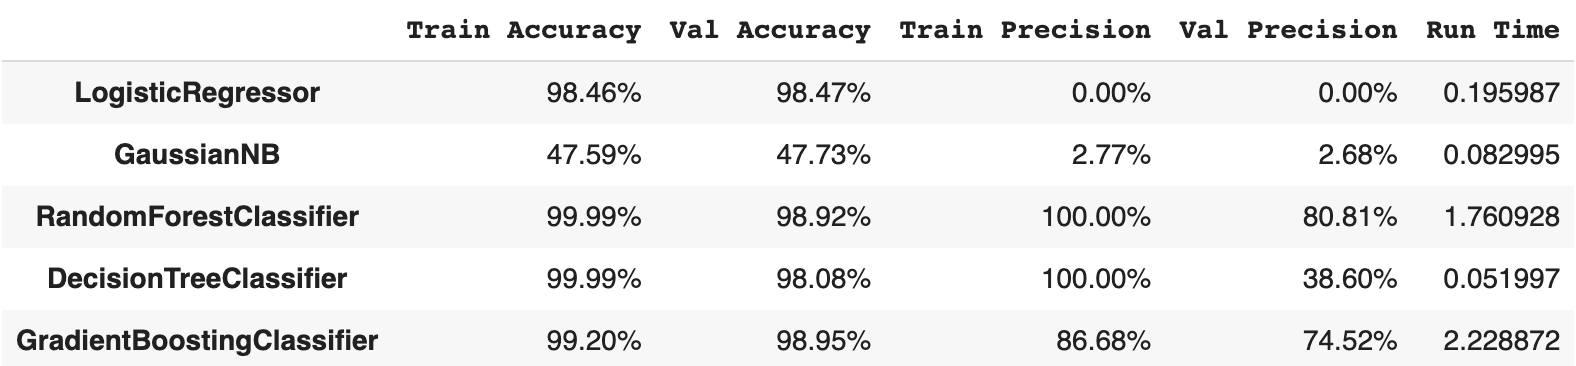 Train Accuracy Val Accuracy Train Precision Val Precision Run Time
LogisticRegressor 98.46% 98.47% 0.00% 0.00% 0.195987
GaussianNB 47.59% 47.73% 2.77% 2.68% 0.082995
RandomForestClassifier 99.99% 98.92% 100.00% 80.81% 1.760928
DecisionTreeClassifier 99.99% 98.08% 100.00% 38.60% 0.051997
GradientBoostingClassifier 99.20% 98.95% 86.68% 74.52% 2.228872